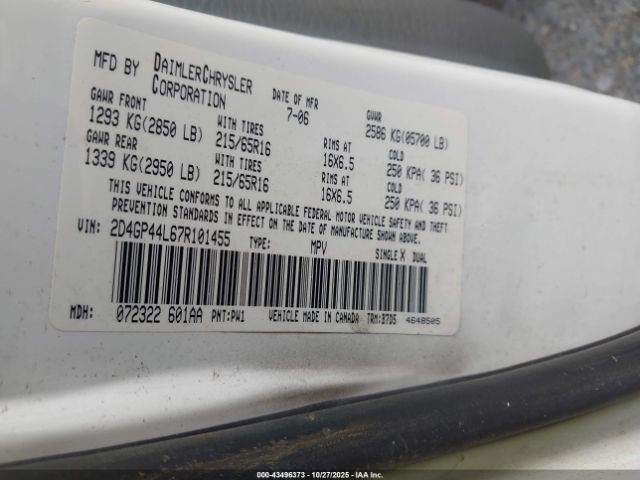 MFD BY DAIMLERCHRYSLER CORPORATION DATE OF MFR 7-06 GVWR 2586 KG(05700 LB)
GAWR FRONT WITH TIRES RIMS AT COLD
1293 KG(2850 LB) 215/65R16 16X6.5 250 KPA( 36 PSI)
GAWR REAR WITH TIRES RIMS AT COLD
1339 KG(2950 LB) 215/65R16 16X6.5 250 KPA( 36 PSI)
THIS VEHICLE CONFORMS TO ALL APPLICABLE FEDERAL MOTOR VEHICLE SAFETY AND THEFT
PREVENTION STANDARDS IN EFFECT ON THE DATE OF MANUFACTURE SHOWN ABOVE.
VIN: 2D4GP44L67R101455 TYPE: MPV SINGLE X DUAL
MDH: 072322 601AA PNT:PW1 VEHICLE MADE IN CANADA TRM:B7D5 4648505
000-43496373 - 10/27/2025 - IAAI.com